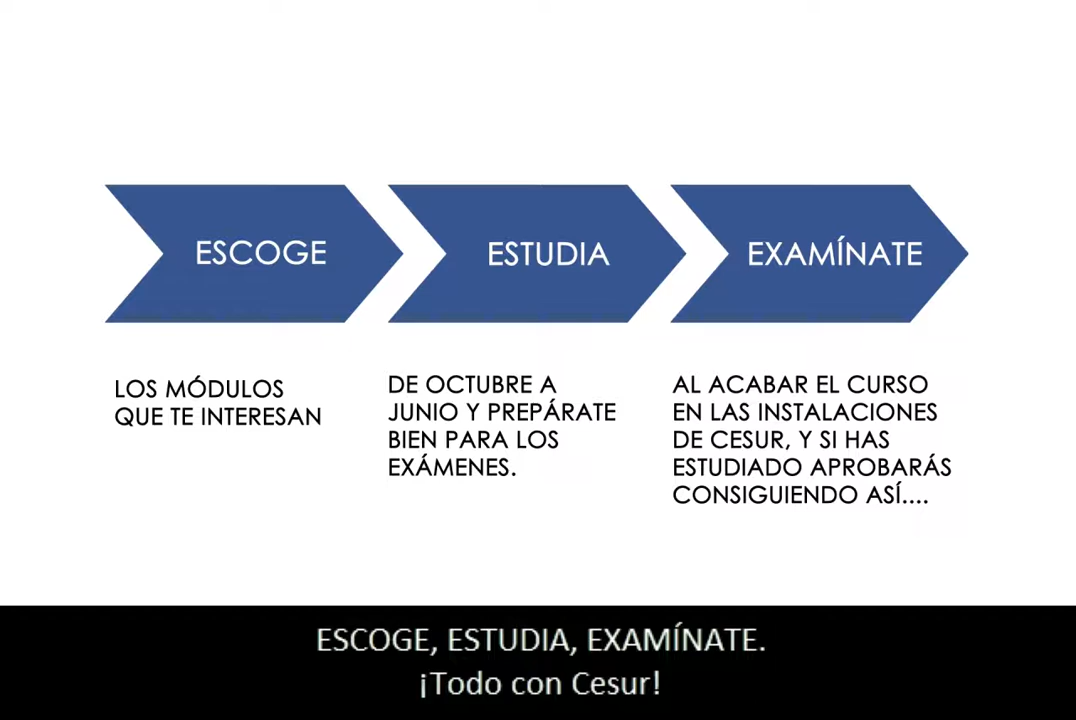 ESCOGE
ESTUDIA
EXAMÍNATE
LOS MÓDULOS
QUE TE INTERESAN
DE OCTUBRE A
JUNIO Y PREPÁRATE
BIEN PARA LOS
EXÁMENES.
AL ACABAR EL CURSO
EN LAS INSTALACIONES
DE CESUR, Y SI HAS
ESTUDIADO APROBARÁS
CONSIGUIENDO ASÍ....
ESCOGE, ESTUDIA, EXAMÍNATE.
¡Todo con Cesur!